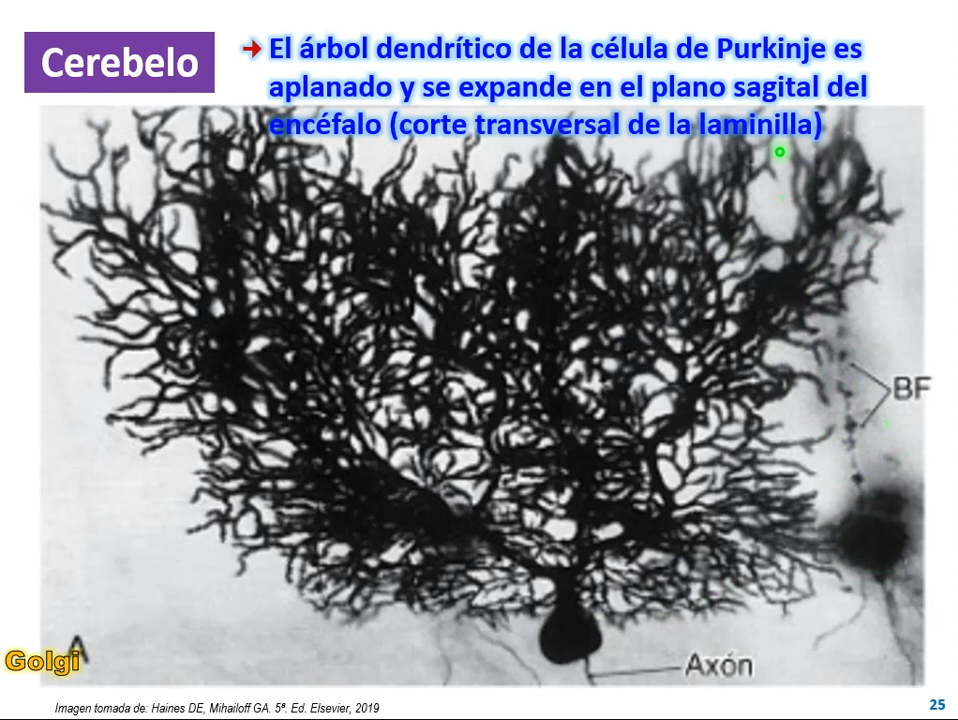 Cerebelo
El árbol dendrítico de la célula de Purkinje es
aplanado y se expande en el plano sagital del
encéfalo (corte transversal de la laminilla)
BF
A
Golgi
Axón
Imagen tomada de: Haines DE, Mihailoff GA. 5ª. Ed. Elsevier, 2019
25